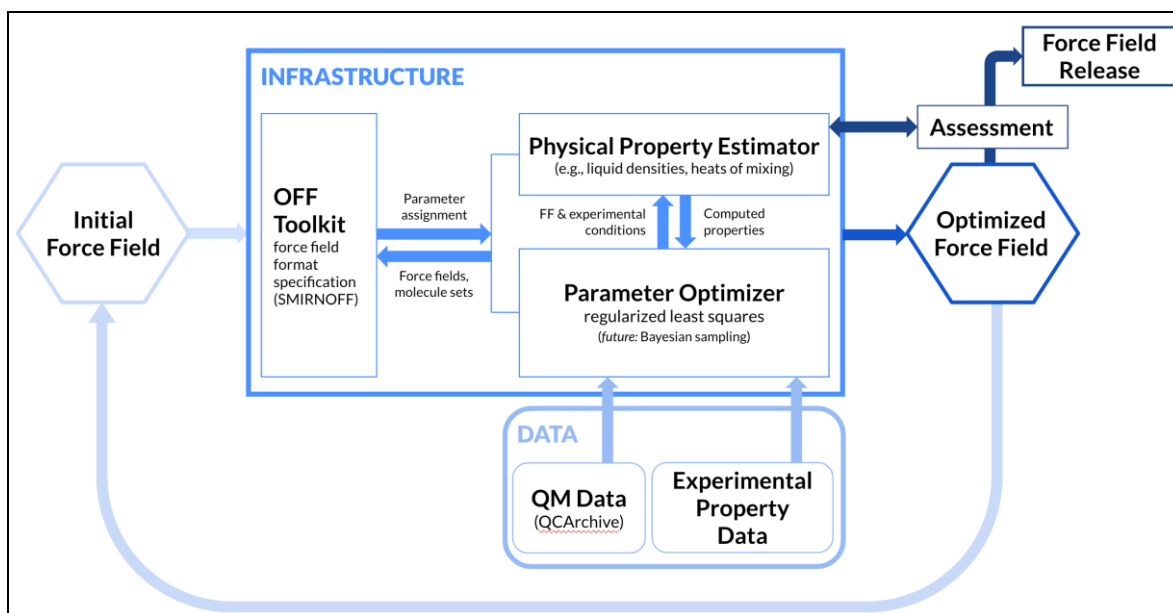 Force Field
Release
INFRASTRUCTURE
Assessment
Physical Property Estimator
(e.g., liquid densities, heats of mixing)
OFF
Toolkit
force field
format
specification
(SMIRNOFF)
Parameter
assignment
Initial
Force Field
FF & experimental
conditions
Computed
properties
Optimized
Force Field
Force fields,
molecule sets
Parameter Optimizer
regularized least squares
(future: Bayesian sampling)
DATA
QM Data
(QCArchive)
Experimental
Property
Data